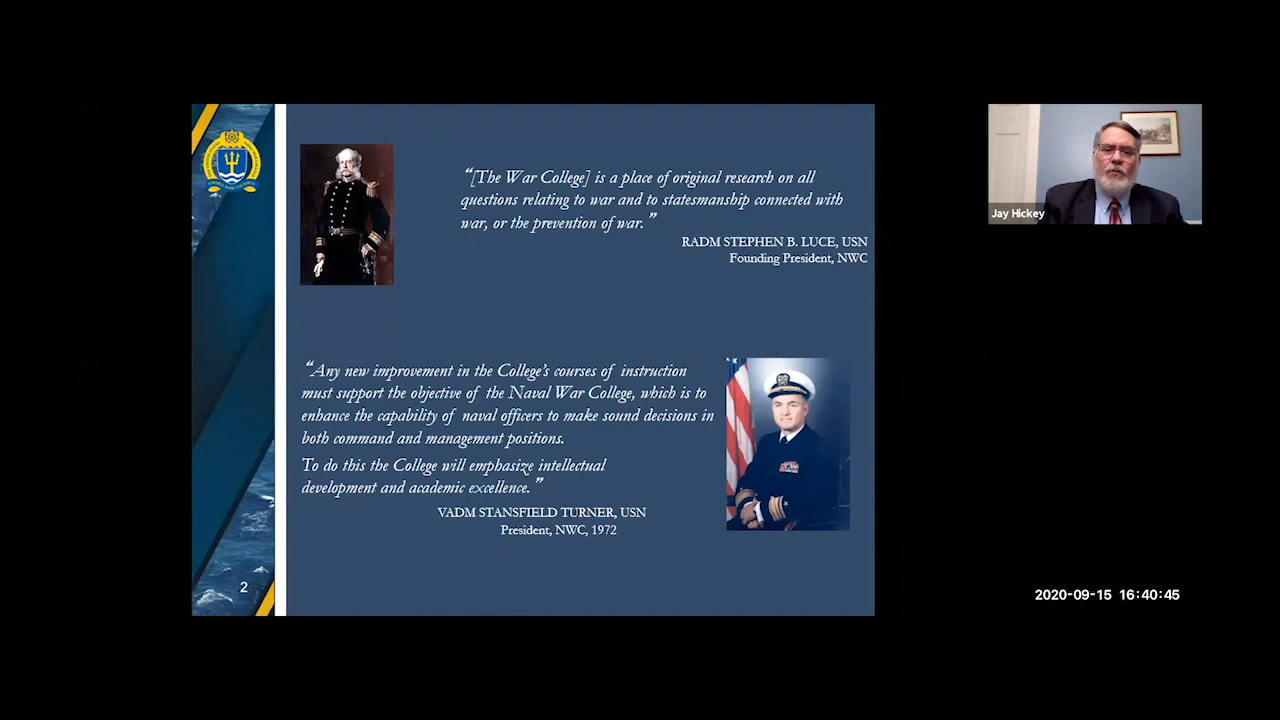 “[The War College] is a place of original research on all
questions relating to war and to statesmanship connected with
war, or the prevention of war.”
RADM STEPHEN B. LUCE, USN
Founding President, NWC
“Any new improvement in the College’s courses of instruction
must support the objective of the Naval War College, which is to
enhance the capability of naval officers to make sound decisions in
both command and management positions.
To do this the College will emphasize intellectual
development and academic excellence.”
VADM STANSFIELD TURNER, USN
President, NWC, 1972
2
Jay Hickey
2020-09-15 16:40:45